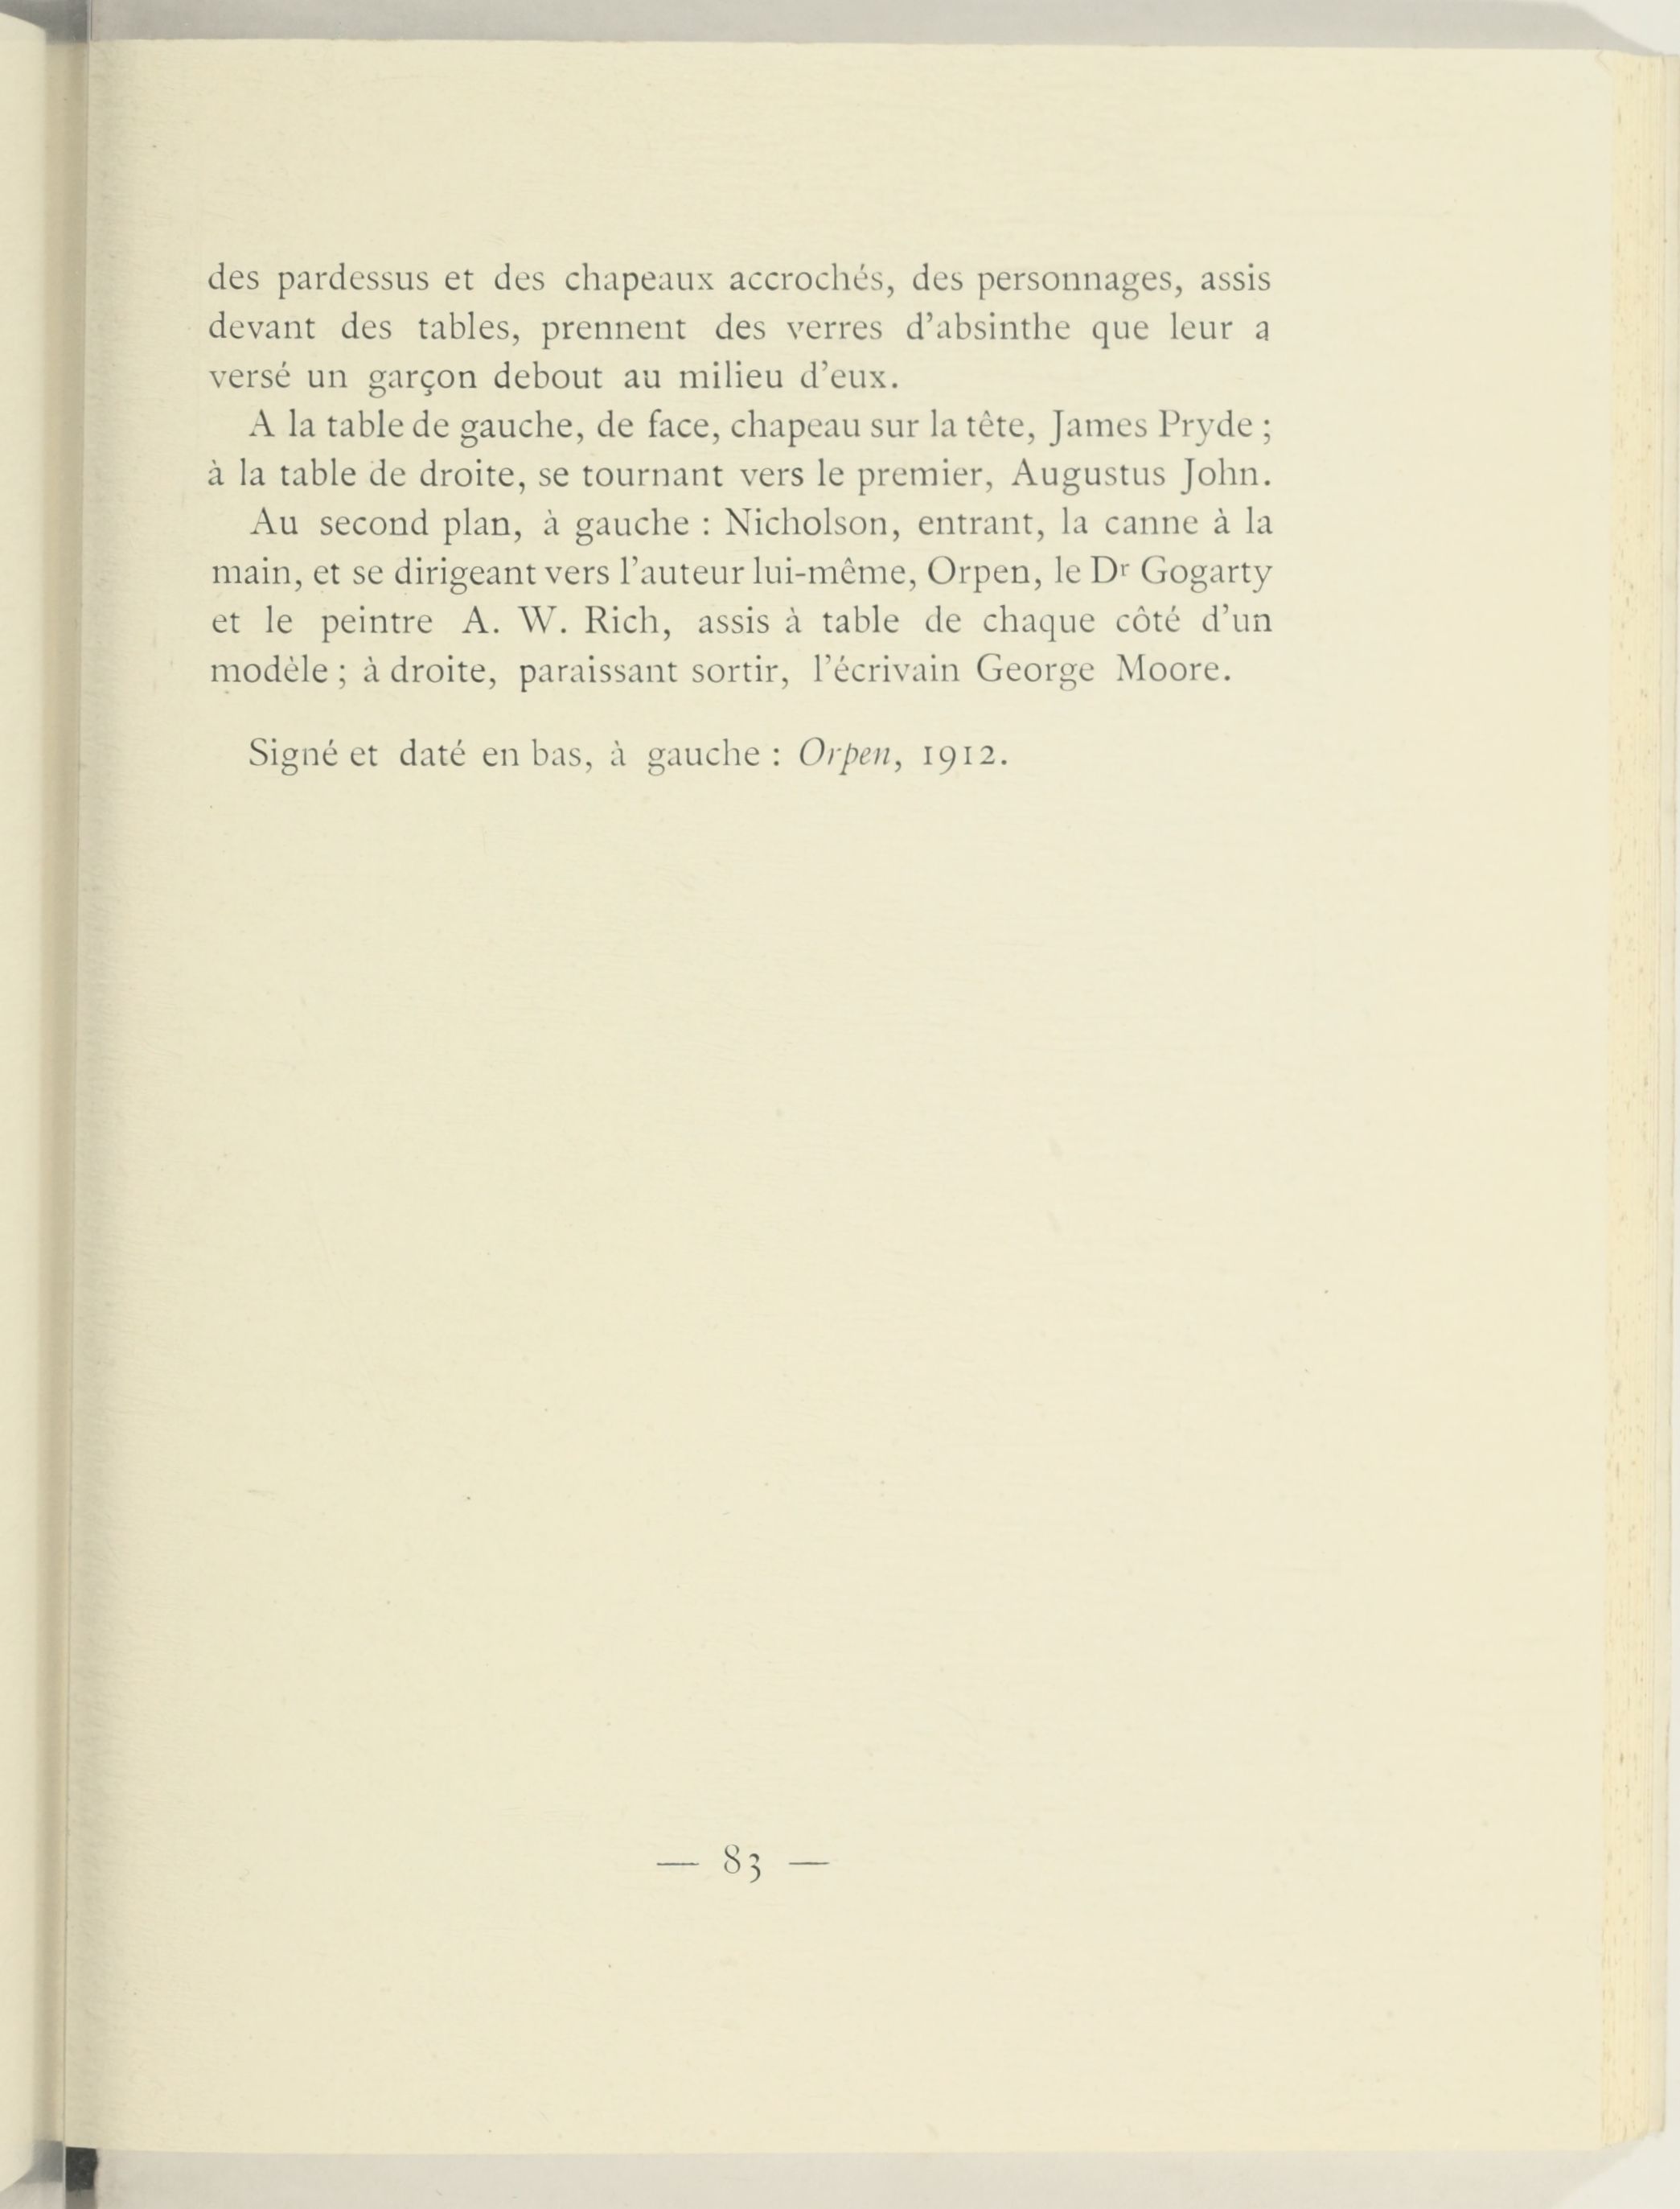 des pardessus et des chapeaux accrochés, des personnages, assis
devant des tables, prennent des verres d'absinthe que leur a
versé un garçon debout au milieu d'eux.
A la table de gauche, de face, chapeau sur la tête, James Pryde ;
à la table de droite, se tournant vers le premier, Augustus John.
Au second plan, à gauche : Nicholson, entrant, la canne à la
main, et se dirigeant vers l'auteur lui-même, Orpen, le Dr Gogarty
et le peintre A. W. Rich, assis à table de chaque côté d'un
modèle ; à droite, paraissant sortir, l'écrivain George Moore.
Signé et daté en bas, à gauche : Orpen, 1912.
— 83 —